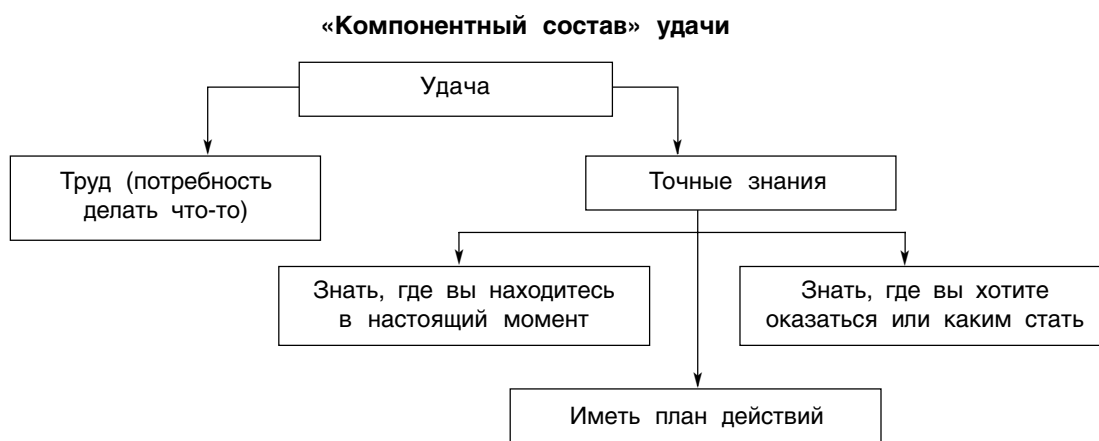 «Компонентный состав» удачи
Удача
Труд (потребность
делать что-то)
Точные знания
Знать, где вы находитесь
в настоящий момент
Знать, где вы хотите
оказаться или каким стать
Иметь план действий